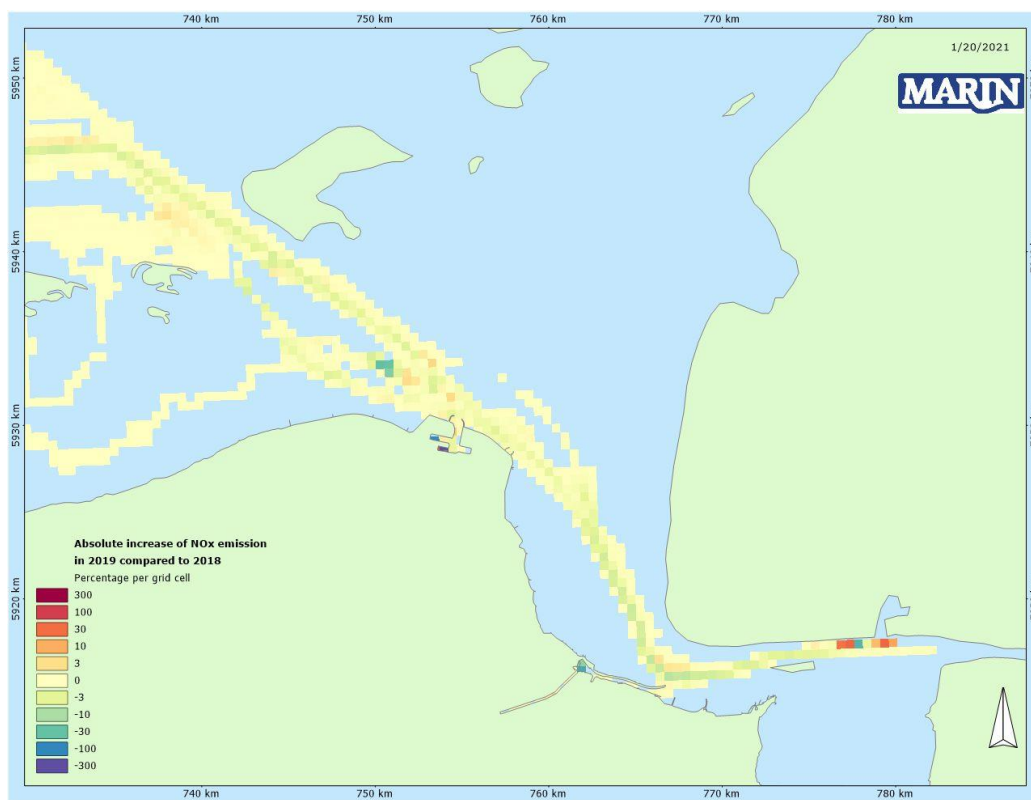 740 km
750 km
760 km
770 km
780 km
1/20/2021
MARIN
5950 km
5940 km
5930 km
5920 km
Absolute increase of NOx emission
in 2019 compared to 2018
Percentage per grid cell
300
100
30
10
3
0
-3
-10
-30
-100
-300
740 km
750 km
760 km
770 km
780 km